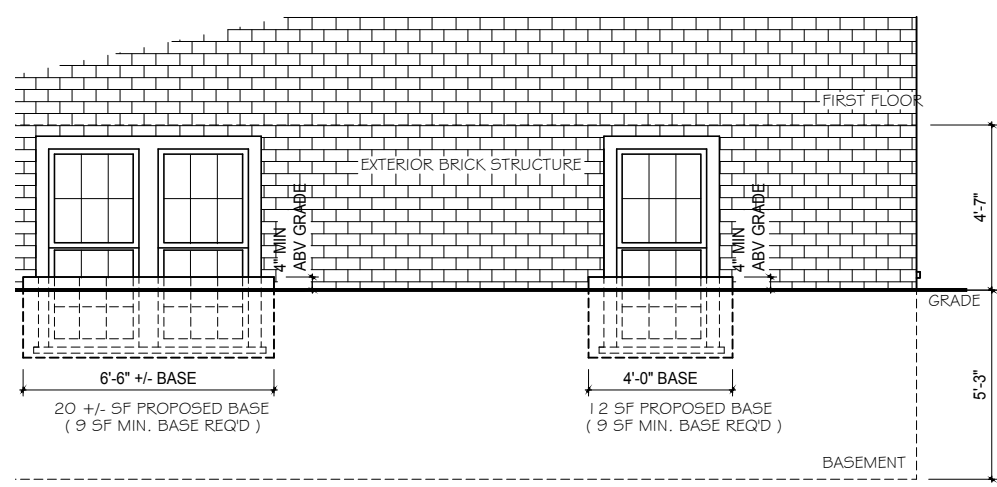 FIRST FLOOR
EXTERIOR BRICK STRUCTURE
4" MIN
ABV GRADE
4" MIN
ABV GRADE
4'-7"
GRADE
6'-6" +/- BASE
20 +/- SF PROPOSED BASE
( 9 SF MIN. BASE REQ'D )
4'-0" BASE
12 SF PROPOSED BASE
( 9 SF MIN. BASE REQ'D )
5'-3"
BASEMENT